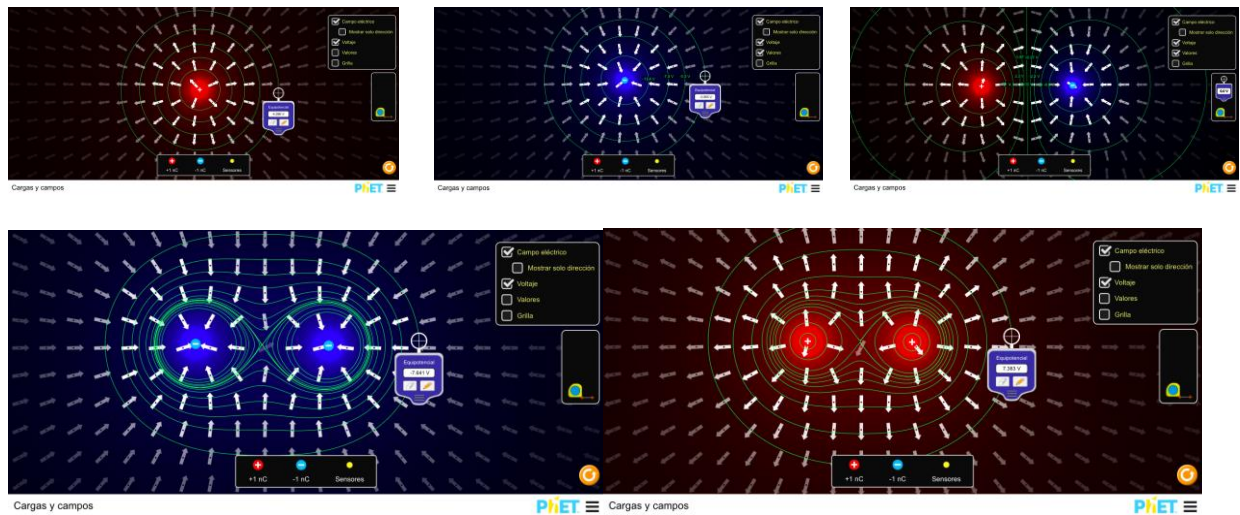 Campo eléctrico
Mostrar solo dirección
Voltaje
Valores
Grilla
Equipotencial
+1 nC -1 nC Sensores
Cargas y campos
PhET
Campo eléctrico
Mostrar solo dirección
Voltaje
Valores
Grilla
Equipotencial
+1 nC -1 nC Sensores
Cargas y campos
PhET
Campo eléctrico
Mostrar solo dirección
Voltaje
Valores
Grilla
+1 nC -1 nC Sensores
Cargas y campos
PhET
Campo eléctrico
Mostrar solo dirección
Voltaje
Valores
Grilla
Equipotencial
-7.641 V
+1 nC -1 nC Sensores
Cargas y campos
PhET
Campo eléctrico
Mostrar solo dirección
Voltaje
Valores
Grilla
Equipotencial
7.383 V
+1 nC -1 nC Sensores
Cargas y campos
PhET